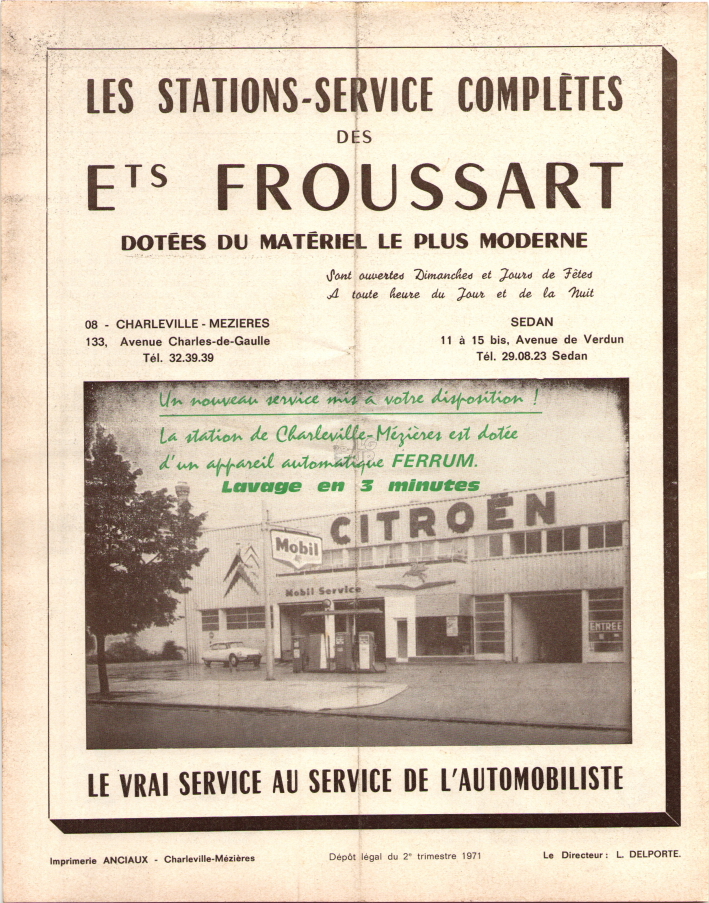 LES STATIONS-SERVICE COMPLÈTES
DES
ETS FROUSSART
DOTÉES DU MATÉRIEL LE PLUS MODERNE
Sont ouvertes Dimanches et Jours de Fêtes
A toute heure du Jour et de la Nuit
08 - CHARLEVILLE - MEZIERES
133, Avenue Charles-de-Gaulle
Tél. 32.39.39
SEDAN
11 à 15 bis, Avenue de Verdun
Tél. 29.08.23 Sedan
Un nouveau service mis a votre disposition !
La station de Charleville-Mézières est dotée
d'un appareil automatique FERRUM.
Lavage en 3 minutes
CITROËN
Mobil
Mobil Service
ENTREE
LE VRAI SERVICE AU SERVICE DE L'AUTOMOBILISTE
Imprimerie ANCIAUX - Charleville-Mézières
Dépôt légal du 2e trimestre 1971
Le Directeur : L. DELPORTE.